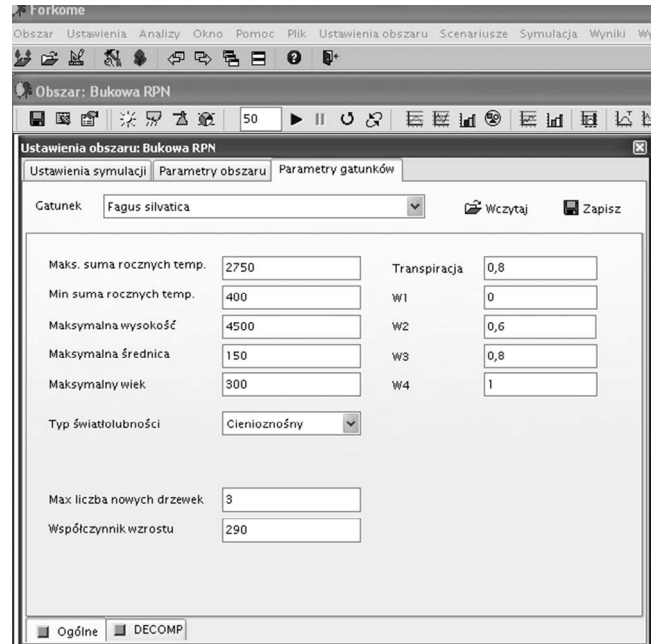 Forkome
Obszar Ustawienia Analizy Okno Pomoc Plik Ustawienia obszaru Scenariusze Symulacja Wyniki
Obszar: Bukowa RPN
50
Ustawienia obszaru: Bukowa RPN
Ustawienia symulacji Parametry obszaru Parametry gatunków
Gatunek Fagus silvatica Wczytaj Zapisz
Maks. suma rocznych temp. 2750 Transpiracja 0,8
Min suma rocznych temp. 400 W1 0
Maksymalna wysokość 4500 W2 0,6
Maksymalna średnica 150 W3 0,8
Maksymalny wiek 300 W4 1
Typ światłolubności Cienioznośny
Max liczba nowych drzewek 3
Współczynnik wzrostu 290
Ogólne DECOMP